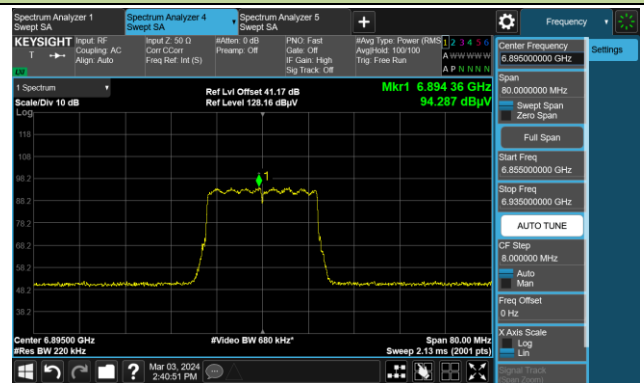 Spectrum Analyzer 1
Swept SA
Spectrum Analyzer 4
Swept SA
Spectrum Analyzer 5
Swept SA
Frequency
KEYSIGHT
Input: RF
Coupling: AC
Align: Auto
Input Z: 50 Ω
Corr CCorr
Freq Ref: Int (S)
#Atten: 0 dB
Preamp: Off
PNO: Fast
Gate: Off
IF Gain: High
Sig Track: Off
#Avg Type: Power (RMS)
Avg|Hold: 100/100
Trig: Free Run
1 2 3 4 5 6
A W W W W W
A P N N N N
LXI
1 Spectrum
Scale/Div 10 dB
Log
Ref Lvl Offset 41.17 dB
Ref Level 128.16 dBµV
Mkr1 6.894 36 GHz
94.287 dBµV
118
108
98.2
88.2
78.2
68.2
58.2
48.2
38.2
1
Center 6.89500 GHz
#Res BW 220 kHz
#Video BW 680 kHz*
Span 80.00 MHz
Sweep 2.13 ms (2001 pts)
Mar 03, 2024
2:40:51 PM
Center Frequency
6.895000000 GHz
Settings
Span
80.0000000 MHz
Swept Span
Zero Span
Full Span
Start Freq
6.855000000 GHz
Stop Freq
6.935000000 GHz
AUTO TUNE
CF Step
8.000000 MHz
Auto
Man
Freq Offset
0 Hz
X Axis Scale
Log
Lin
Signal Track
(Span Zoom)